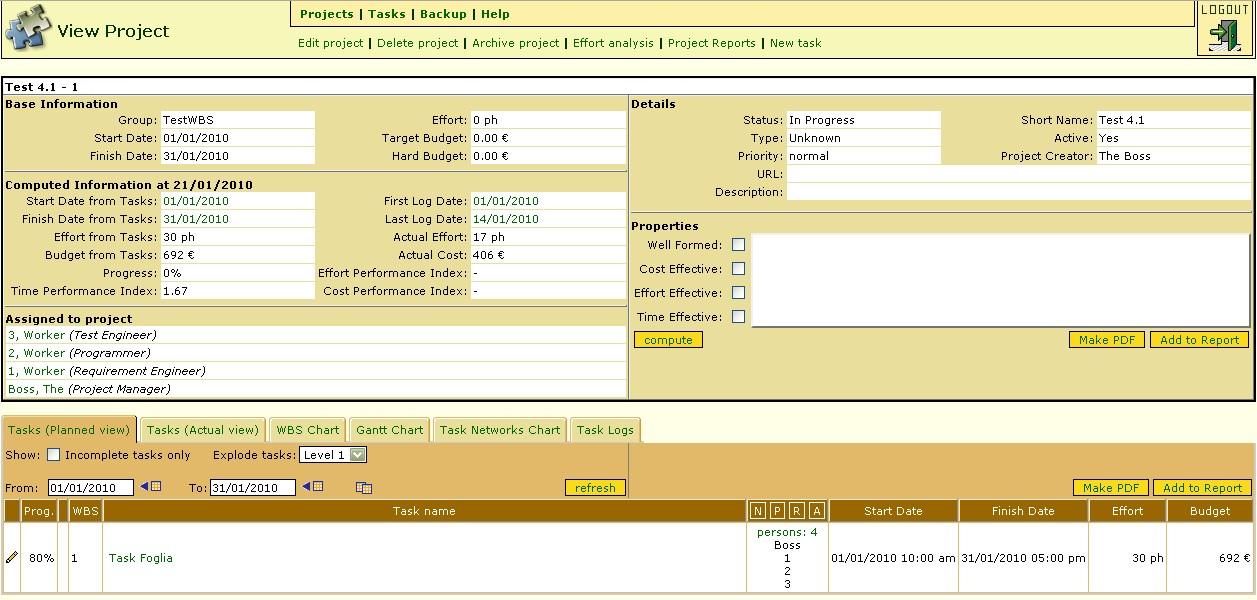 LOGOUT
View Project
Projects | Tasks | Backup | Help
Edit project | Delete project | Archive project | Effort analysis | Project Reports | New task
Test 4.1 - 1
Base Information
Group: TestWBS Effort: 0 ph
Start Date: 01/01/2010 Target Budget: 0.00 €
Finish Date: 31/01/2010 Hard Budget: 0.00 €
Computed Information at 21/01/2010
Start Date from Tasks: 01/01/2010 First Log Date: 01/01/2010
Finish Date from Tasks: 31/01/2010 Last Log Date: 14/01/2010
Effort from Tasks: 30 ph Actual Effort: 17 ph
Budget from Tasks: 692 € Actual Cost: 406 €
Progress: 0% Effort Performance Index: -
Time Performance Index: 1.67 Cost Performance Index: -
Assigned to project
3, Worker (Test Engineer)
2, Worker (Programmer)
1, Worker (Requirement Engineer)
Boss, The (Project Manager)
Details
Status: In Progress Short Name: Test 4.1
Type: Unknown Active: Yes
Priority: normal Project Creator: The Boss
URL:
Description:
Properties
Well Formed:
Cost Effective:
Effort Effective:
Time Effective:
compute Make PDF Add to Report
Tasks (Planned view) Tasks (Actual view) WBS Chart Gantt Chart Task Networks Chart Task Logs
Show: Incomplete tasks only Explode tasks: Level 1
From: 01/01/2010 To: 31/01/2010 refresh Make PDF Add to Report
Prog. WBS Task name N P R A Start Date Finish Date Effort Budget
80% 1 Task Foglia persons: 4 01/01/2010 10:00 am 31/01/2010 05:00 pm 30 ph 692 €
Boss
1
2
3